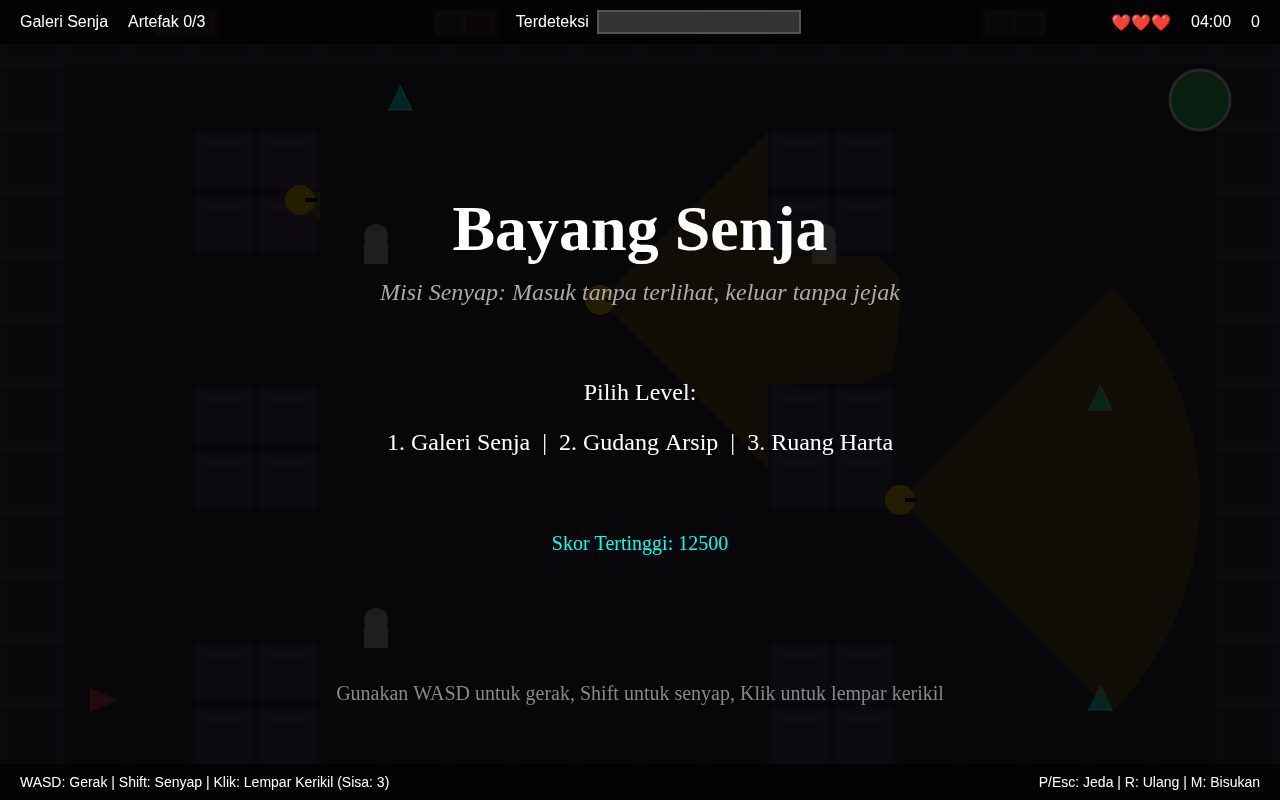 Galeri Senja Artefak 0/3 Terdeteksi ❤️❤️❤️ 04:00 0
Bayang Senja
Misi Senyap: Masuk tanpa terlihat, keluar tanpa jejak
Pilih Level:
1. Galeri Senja | 2. Gudang Arsip | 3. Ruang Harta
Skor Tertinggi: 12500
Gunakan WASD untuk gerak, Shift untuk senyap, Klik untuk lempar kerikil
WASD: Gerak | Shift: Senyap | Klik: Lempar Kerikil (Sisa: 3) P/Esc: Jeda | R: Ulang | M: Bisukan